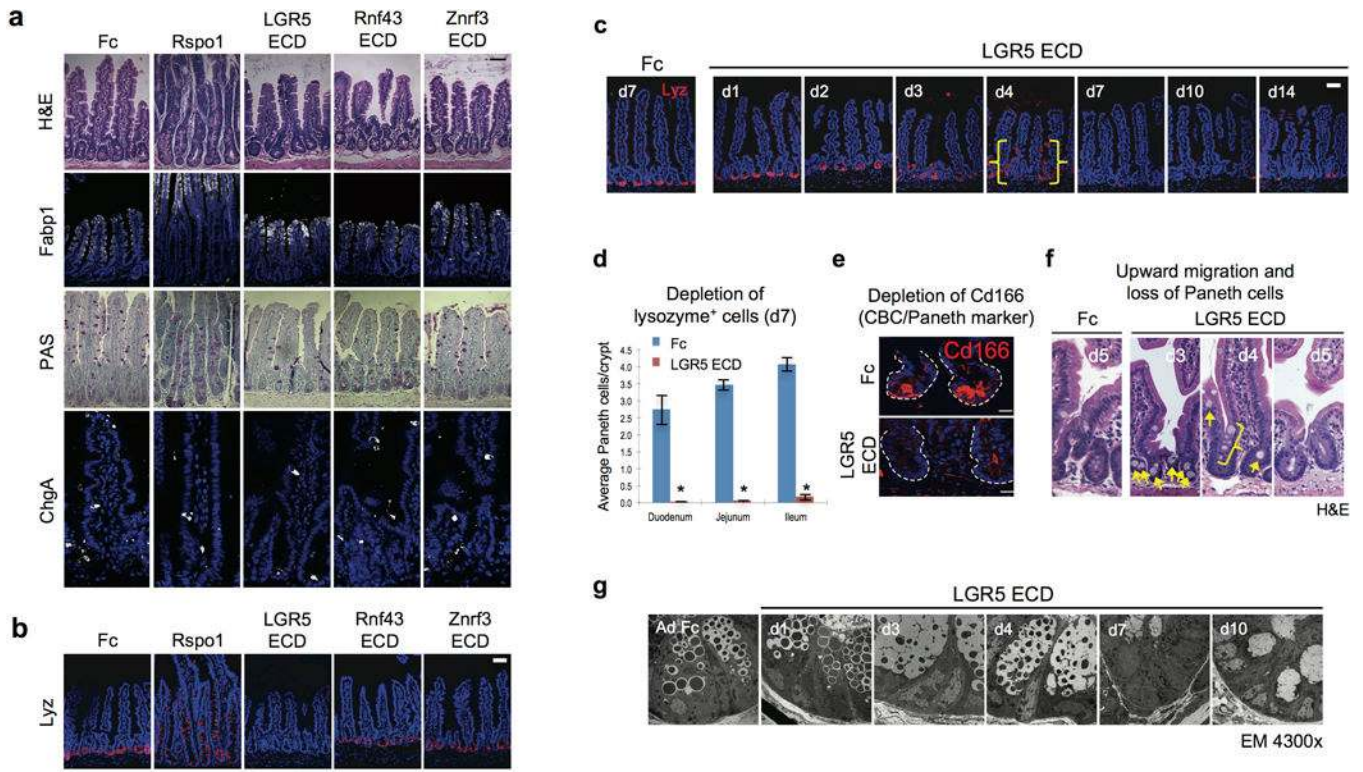 a
Fc
Rspo1
LGR5
ECD
Rnf43
ECD
Znrf3
ECD
H&E
Fabp1
PAS
ChgA
b
Fc
Rspo1
LGR5
ECD
Rnf43
ECD
Znrf3
ECD
Lyz
c
Fc
LGR5 ECD
d7
Lyz
d1
d2
d3
d4
d7
d10
d14
d
Depletion of
lysozyme+ cells (d7)
Fc
LGR5 ECD
Average Paneth cells/crypt
4.5
4.0
3.5
3.0
2.5
2.0
1.5
1.0
0.5
0.0
*
*
*
Duodenum
Jejunum
Ileum
e
Depletion of Cd166
(CBC/Paneth marker)
Cd166
Fc
LGR5
ECD
f
Upward migration and
loss of Paneth cells
Fc
LGR5 ECD
d5
d3
d4
d5
H&E
g
LGR5 ECD
Ad Fc
d1
d3
d4
d7
d10
EM 4300x